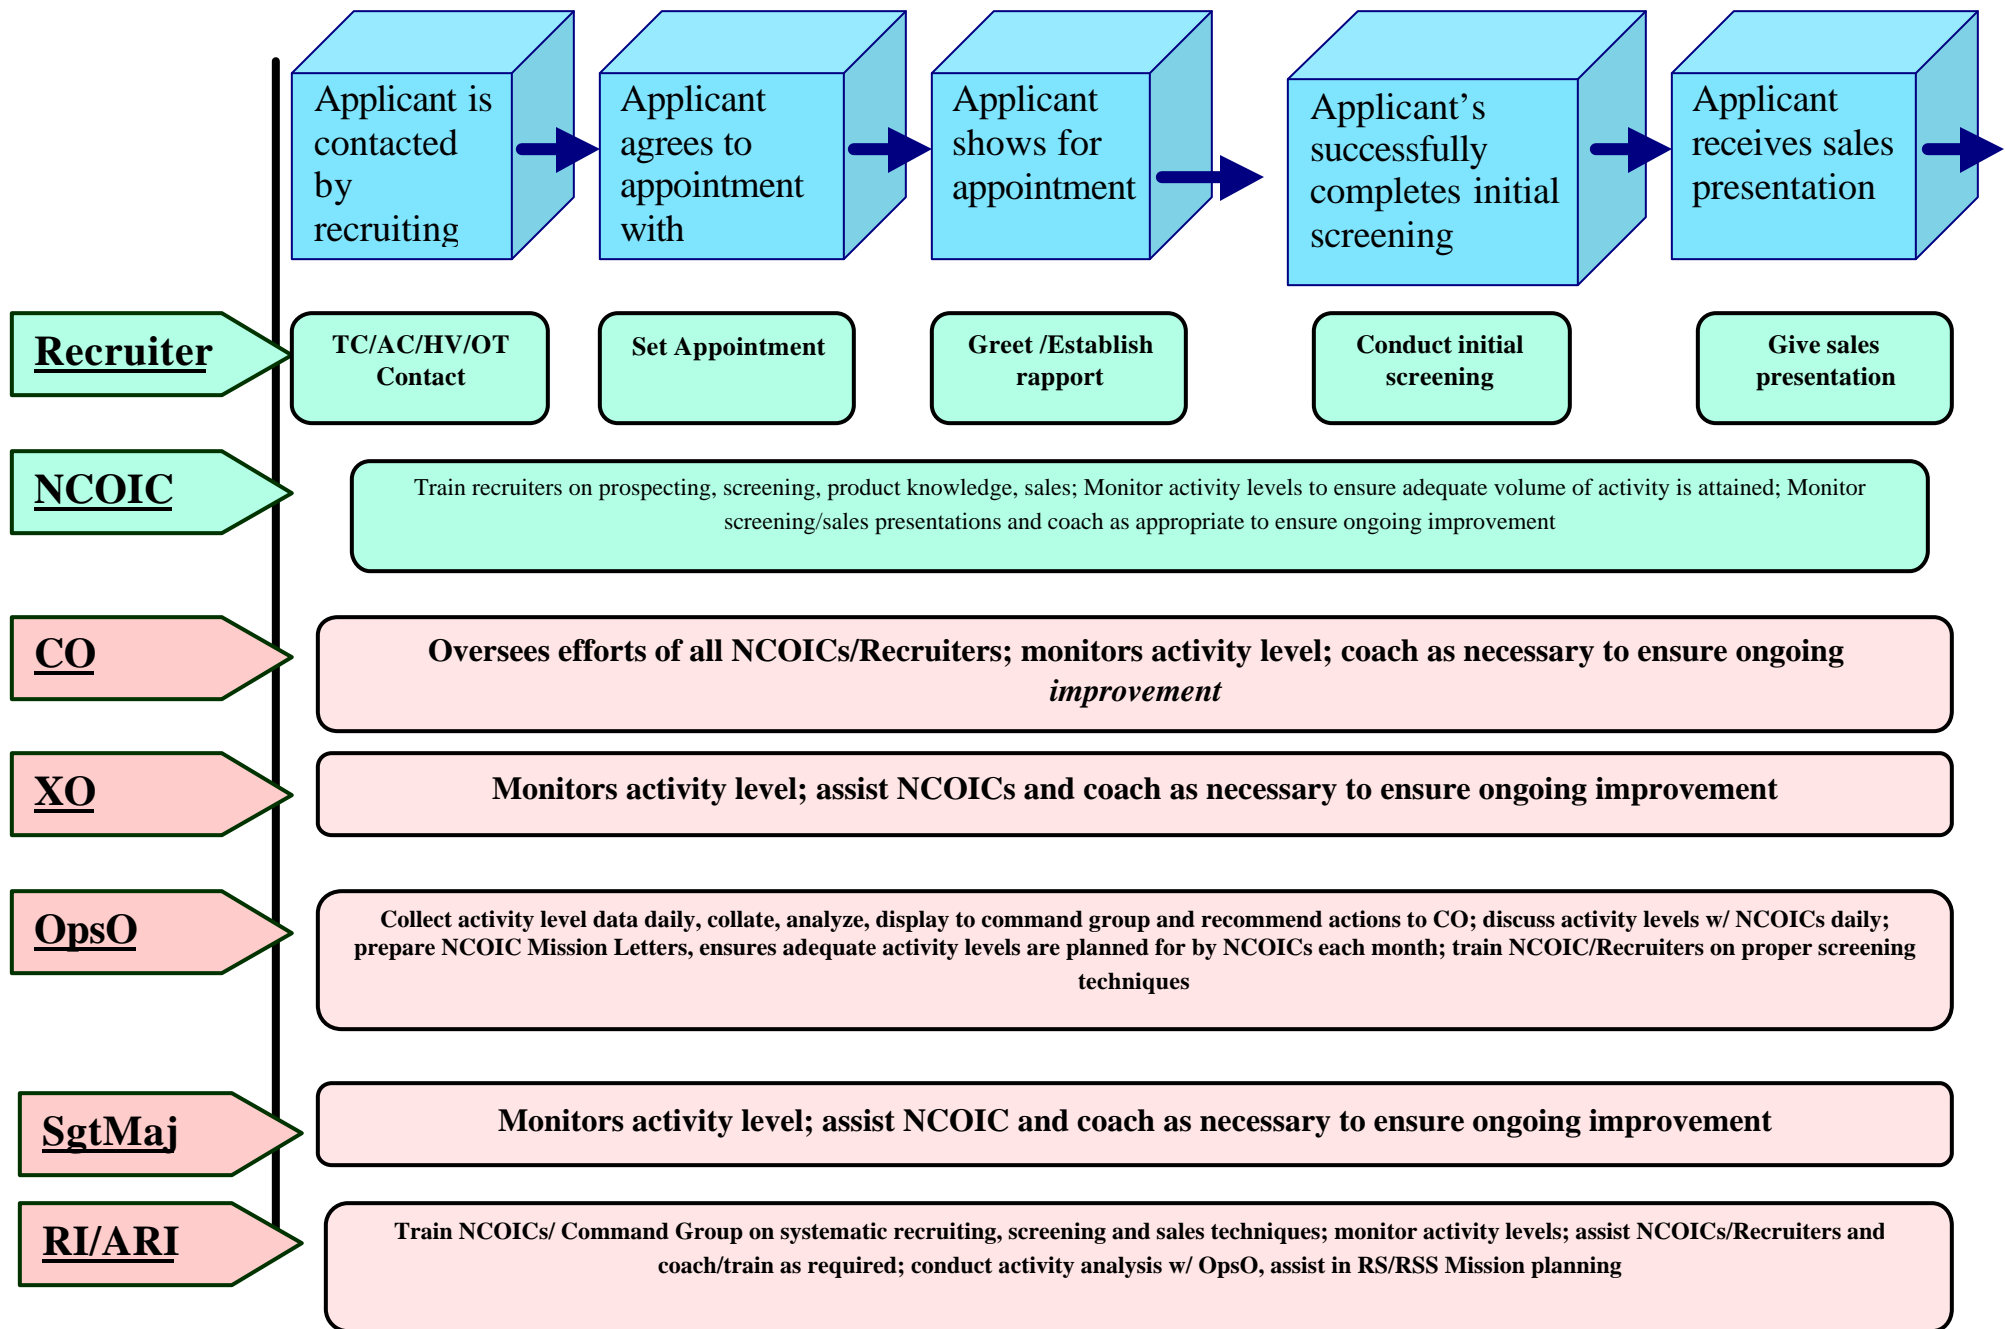 Applicant is
contacted
by
recruiting
Applicant
agrees to
appointment
with
Applicant
shows for
appointment
Applicant’s
successfully
completes initial
screening
Applicant
receives sales
presentation
Recruiter
TC/AC/HV/OT
Contact
Set Appointment
Greet /Establish
rapport
Conduct initial
screening
Give sales
presentation
NCOIC
Train recruiters on prospecting, screening, product knowledge, sales; Monitor activity levels to ensure adequate volume of activity is attained; Monitor
screening/sales presentations and coach as appropriate to ensure ongoing improvement
CO
Oversees efforts of all NCOICs/Recruiters; monitors activity level; coach as necessary to ensure ongoing
improvement
XO
Monitors activity level; assist NCOICs and coach as necessary to ensure ongoing improvement
OpsO
Collect activity level data daily, collate, analyze, display to command group and recommend actions to CO; discuss activity levels w/ NCOICs daily;
prepare NCOIC Mission Letters, ensures adequate activity levels are planned for by NCOICs each month; train NCOIC/Recruiters on proper screening
techniques
SgtMaj
Monitors activity level; assist NCOIC and coach as necessary to ensure ongoing improvement
RI/ARI
Train NCOICs/ Command Group on systematic recruiting, screening and sales techniques; monitor activity levels; assist NCOICs/Recruiters and
coach/train as required; conduct activity analysis w/ OpsO, assist in RS/RSS Mission planning